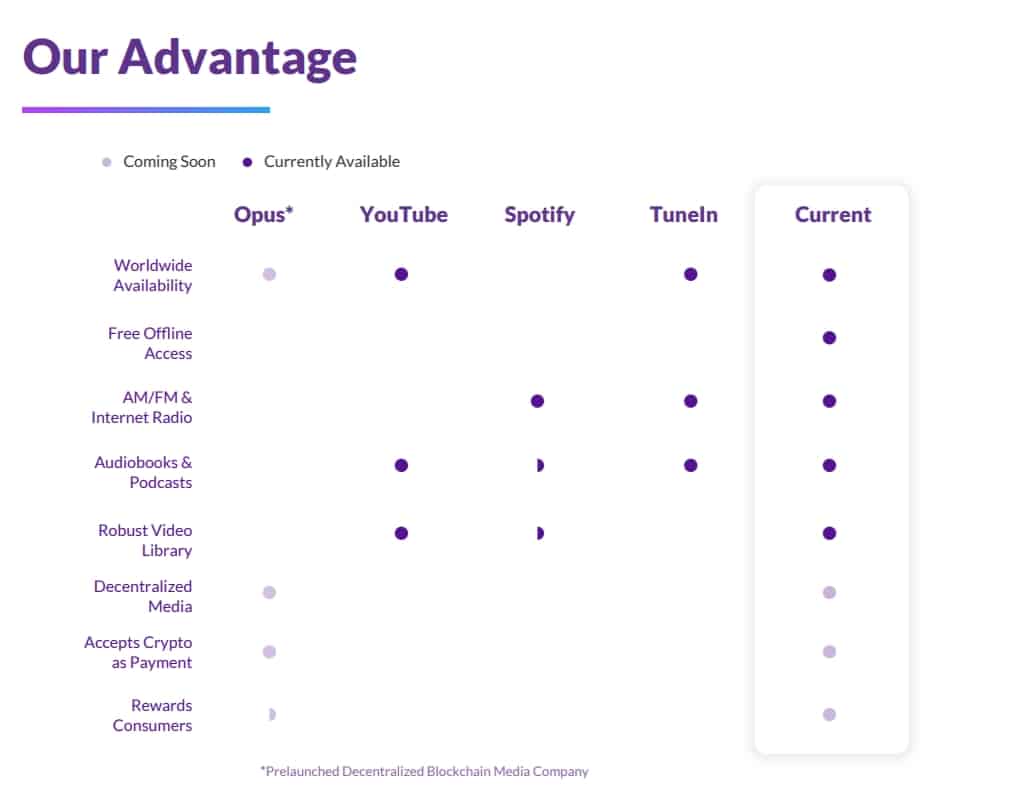 Our Advantage
Coming Soon Currently Available
Opus* YouTube Spotify TuneIn Current
Worldwide
Availability
Free Offline
Access
AM/FM &
Internet Radio
Audiobooks &
Podcasts
Robust Video
Library
Decentralized
Media
Accepts Crypto
as Payment
Rewards
Consumers
*Prelaunched Decentralized Blockchain Media Company